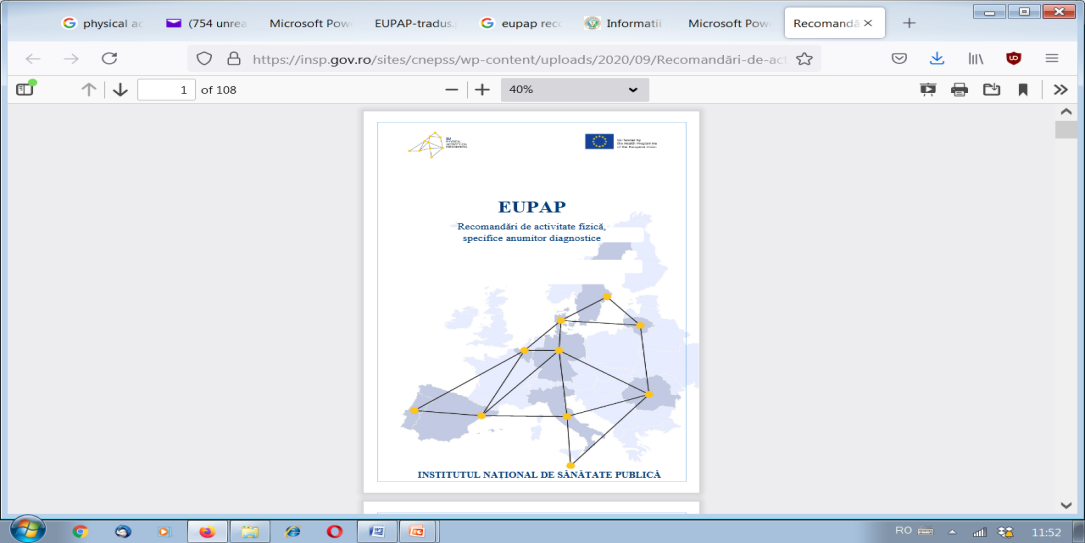 physical ac
(754 unrea
Microsoft Pow
EUPAP-tradus.
eupap reco
Informatii
Microsoft Pow
Recomandă
https://insp.gov.ro/sites/cnepss/wp-content/uploads/2020/09/Recomandări-de-act
1 of 108
40%
EUPAP
Recomandări de activitate fizică,
specifice anumitor diagnostice
INSTITUTUL NAȚIONAL DE SĂNĂTATE PUBLICĂ
RO
11:52